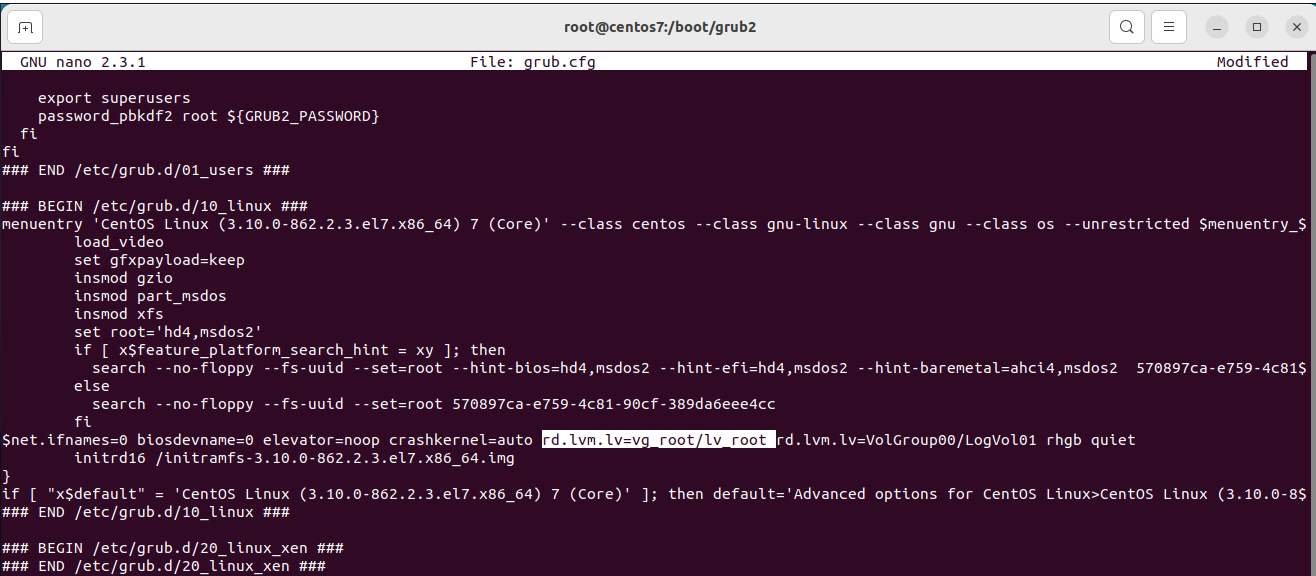 root@centos7:/boot/grub2
GNU nano 2.3.1 File: grub.cfg Modified
export superusers
password_pbkdf2 root ${GRUB2_PASSWORD}
fi
fi
### END /etc/grub.d/01_users ###
### BEGIN /etc/grub.d/10_linux ###
menuentry 'CentOS Linux (3.10.0-862.2.3.el7.x86_64) 7 (Core)' --class centos --class gnu-linux --class gnu --class os --unrestricted $menuentry_$
load_video
set gfxpayload=keep
insmod gzio
insmod part_msdos
insmod xfs
set root='hd4,msdos2'
if [ x$feature_platform_search_hint = xy ]; then
search --no-floppy --fs-uuid --set=root --hint-bios=hd4,msdos2 --hint-efi=hd4,msdos2 --hint-baremetal=ahci4,msdos2  570897ca-e759-4c81$
else
search --no-floppy --fs-uuid --set=root 570897ca-e759-4c81-90cf-389da6eee4cc
fi
$net.ifnames=0 biosdevname=0 elevator=noop crashkernel=auto rd.lvm.lv=vg_root/lv_root rd.lvm.lv=VolGroup00/LogVol01 rhgb quiet
initrd16 /initramfs-3.10.0-862.2.3.el7.x86_64.img
}
if [ "x$default" = 'CentOS Linux (3.10.0-862.2.3.el7.x86_64) 7 (Core)' ]; then default='Advanced options for CentOS Linux>CentOS Linux (3.10.0-8$
### END /etc/grub.d/10_linux ###
### BEGIN /etc/grub.d/20_linux_xen ###
### END /etc/grub.d/20_linux_xen ###